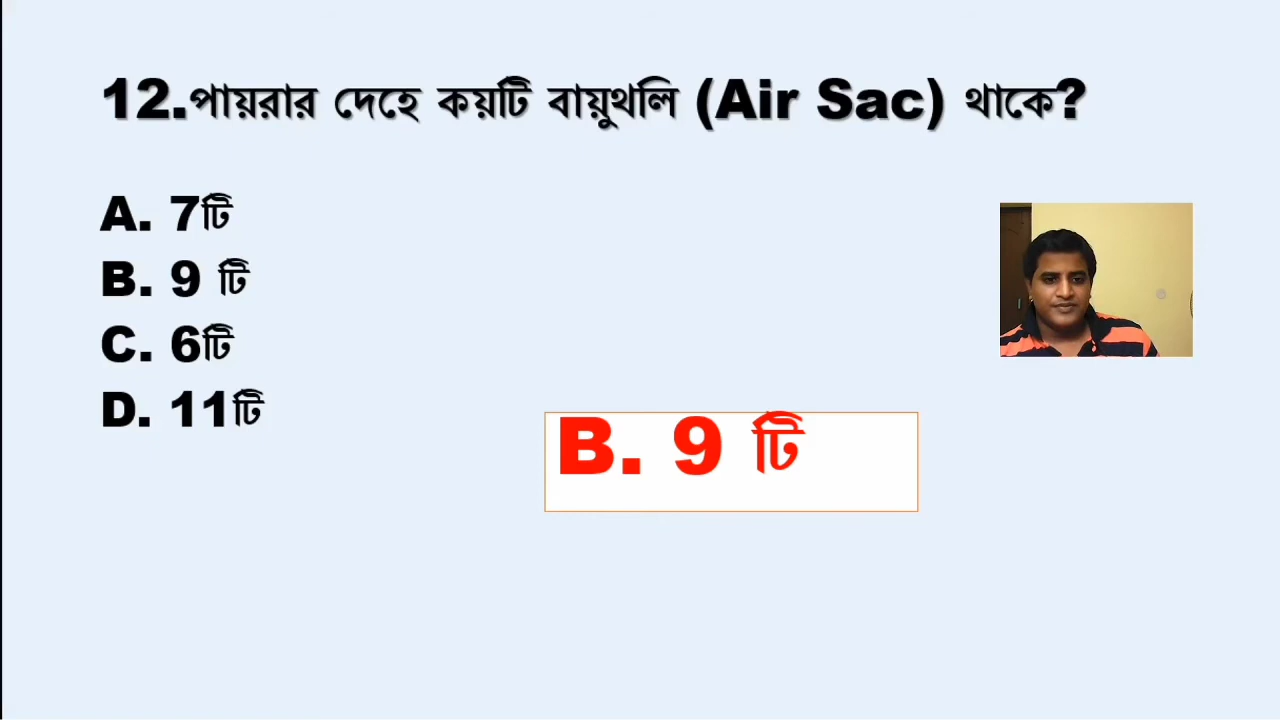 12.পায়রার দেহে কয়টি বায়ুথলি (Air Sac) থাকে?
A. 7টি
B. 9 টি
C. 6টি
D. 11টি
B. 9 টি